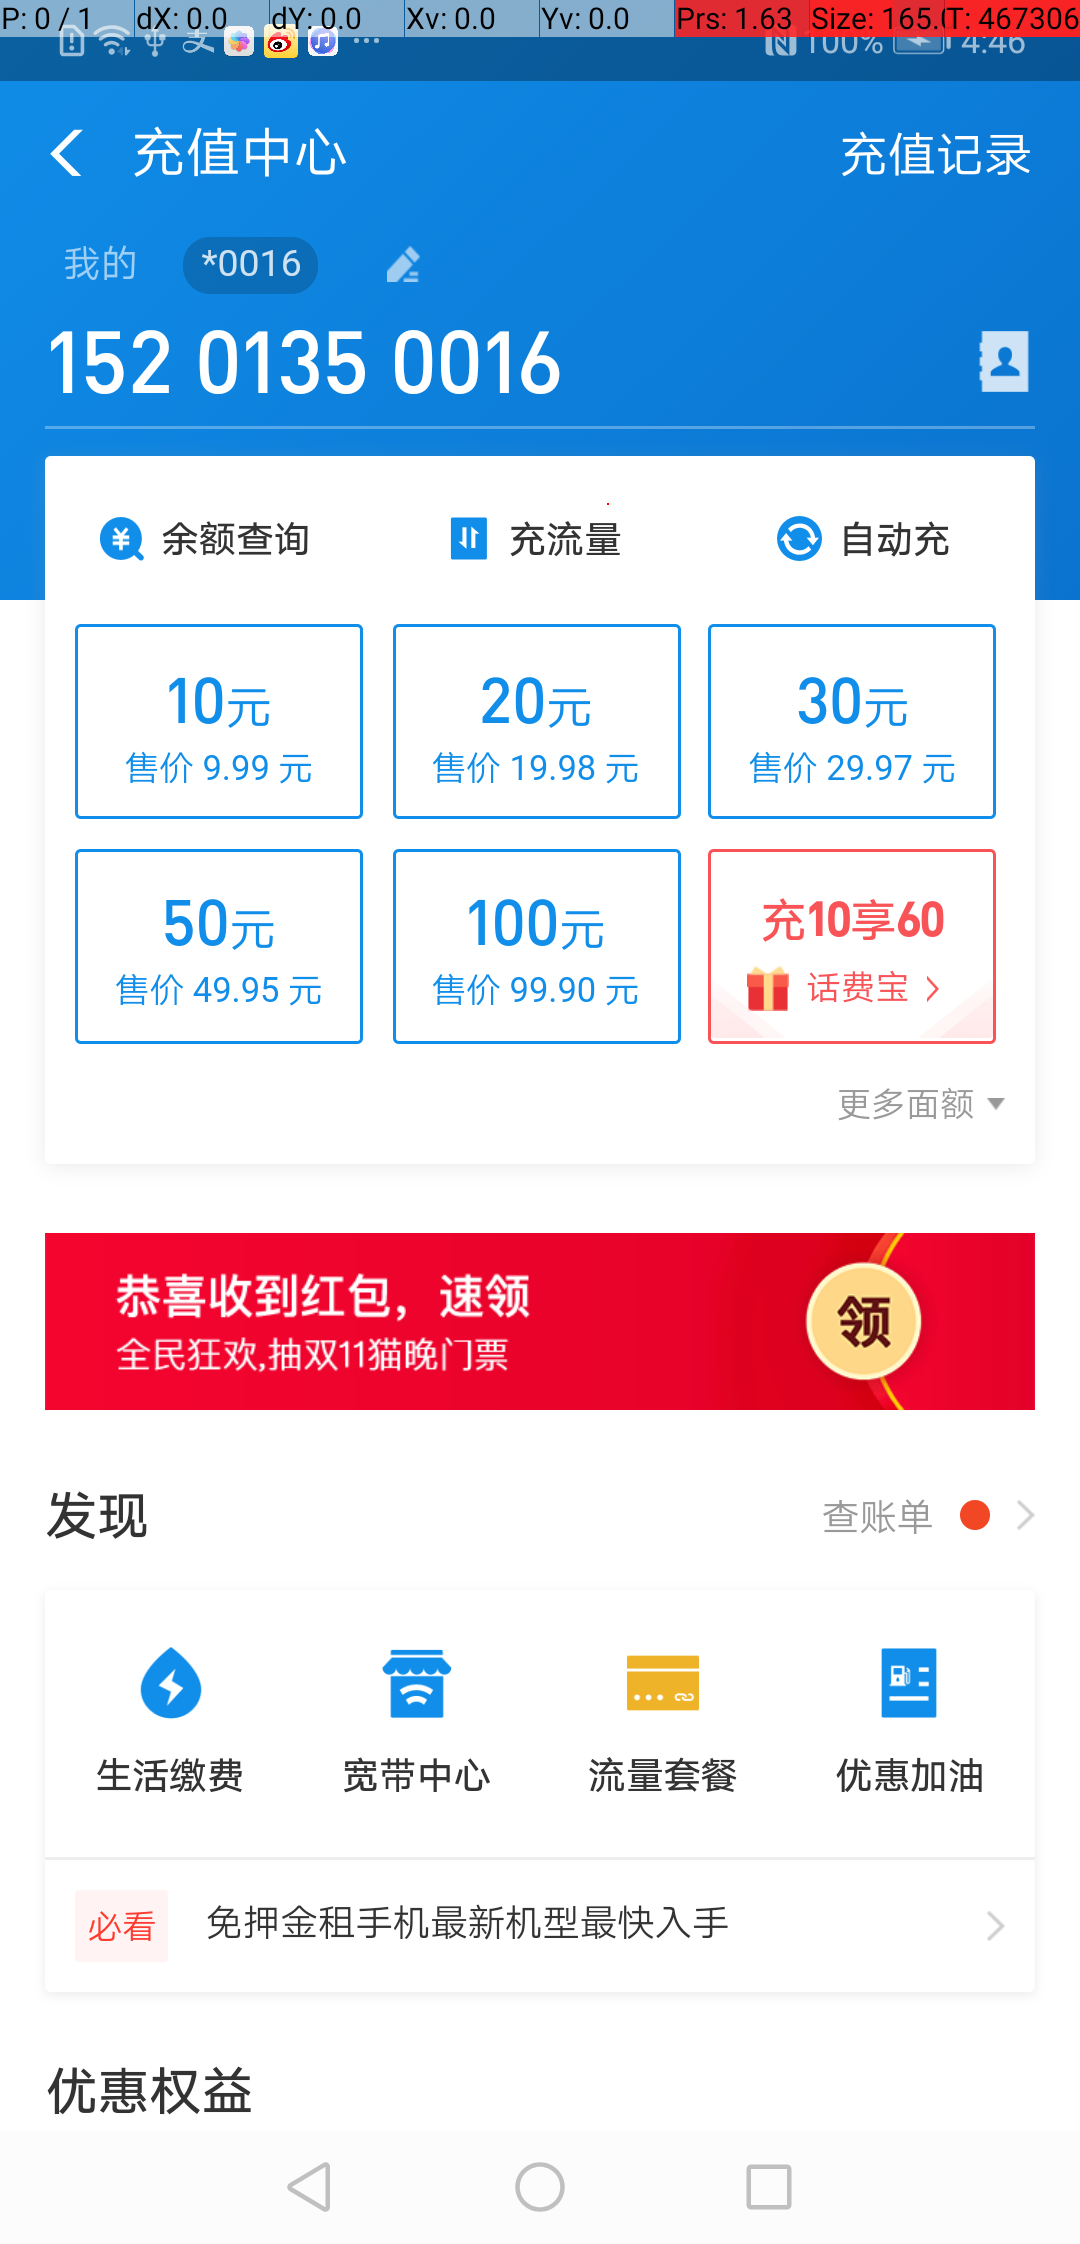 P: 0 / 1 dX: 0.0 dY: 0.0 Xv: 0.0 Yv: 0.0 Prs: 1.63 Size: 165.0 T: 467306
支 100% 4:46
充值中心 充值记录
我的 *0016
152 0135 0016
余额查询 充流量 自动充
10元 20元 30元
售价 9.99 元 售价 19.98 元 售价 29.97 元
50元 100元 充10享60
售价 49.95 元 售价 99.90 元 话费宝
更多面额
恭喜收到红包，速领
全民狂欢,抽双11猫晚门票
领
发现 查账单
生活缴费 宽带中心 流量套餐 优惠加油
必看 免押金租手机最新机型最快入手
优惠权益